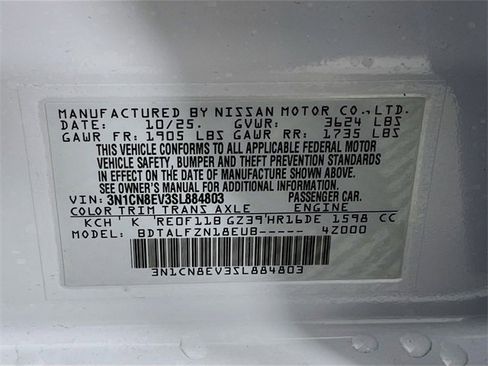 MANUFACTURED BY NISSAN MOTOR CO.,LTD.
DATE: 10/25. GVWR: 3624 LBS
GAWR FR: 1905 LBS GAWR RR: 1735 LBS
THIS VEHICLE CONFORMS TO ALL APPLICABLE FEDERAL MOTOR
VEHICLE SAFETY, BUMPER AND THEFT PREVENTION STANDARDS
IN EFFECT ON THE DATE OF MANUFACTURE SHOWN ABOVE.
SEE OWNER'S MANUAL FOR ADDITIONAL INFORMATION.
VIN: 3N1CN8EV3SL884803 PASSENGER CAR.
COLOR TRIM TRANS AXLE ENGINE
KCH K RE0F11B GZ39 HR16DE 1598 CC
MODEL: BDTALFZN18EUB----- 4Z000
3N1CN8EV3SL884803